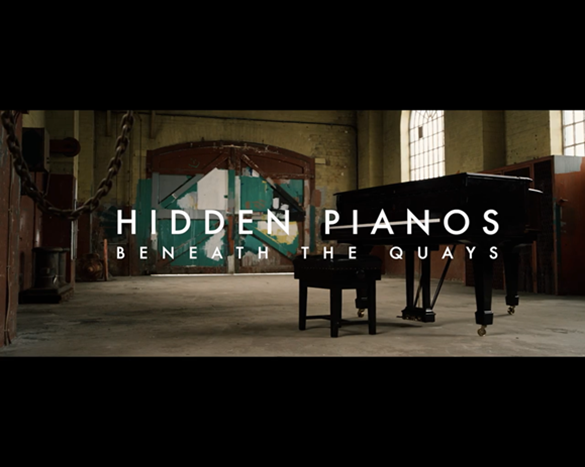 HIDDEN PIANOS
BENEATH THE QUAYS